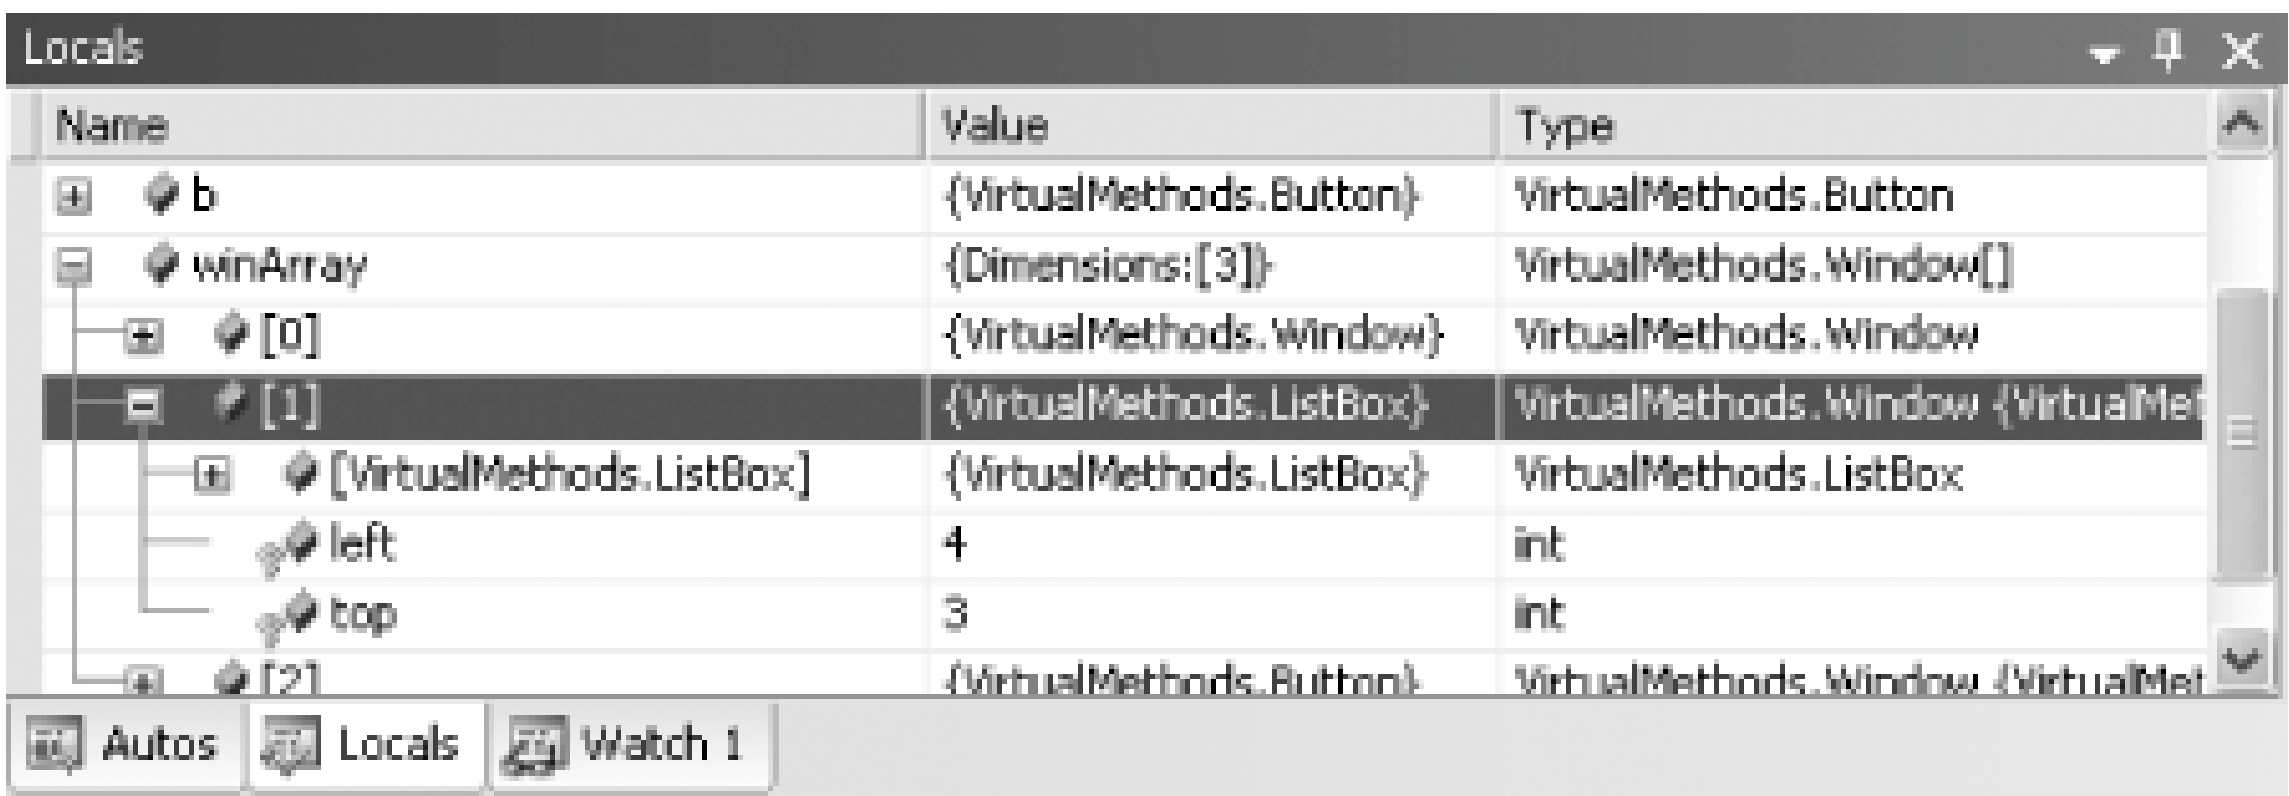 Locals
Name Value Type
b {VirtualMethods.Button} VirtualMethods.Button
winArray {Dimensions:[3]} VirtualMethods.Window[]
[0] {VirtualMethods.Window} VirtualMethods.Window
[1] {VirtualMethods.ListBox} VirtualMethods.Window {VirtualMet
[VirtualMethods.ListBox] {VirtualMethods.ListBox} VirtualMethods.ListBox
left 4 int
top 3 int
[2] {VirtualMethods.Button} VirtualMethods.Window {VirtualMet
Autos Locals Watch 1